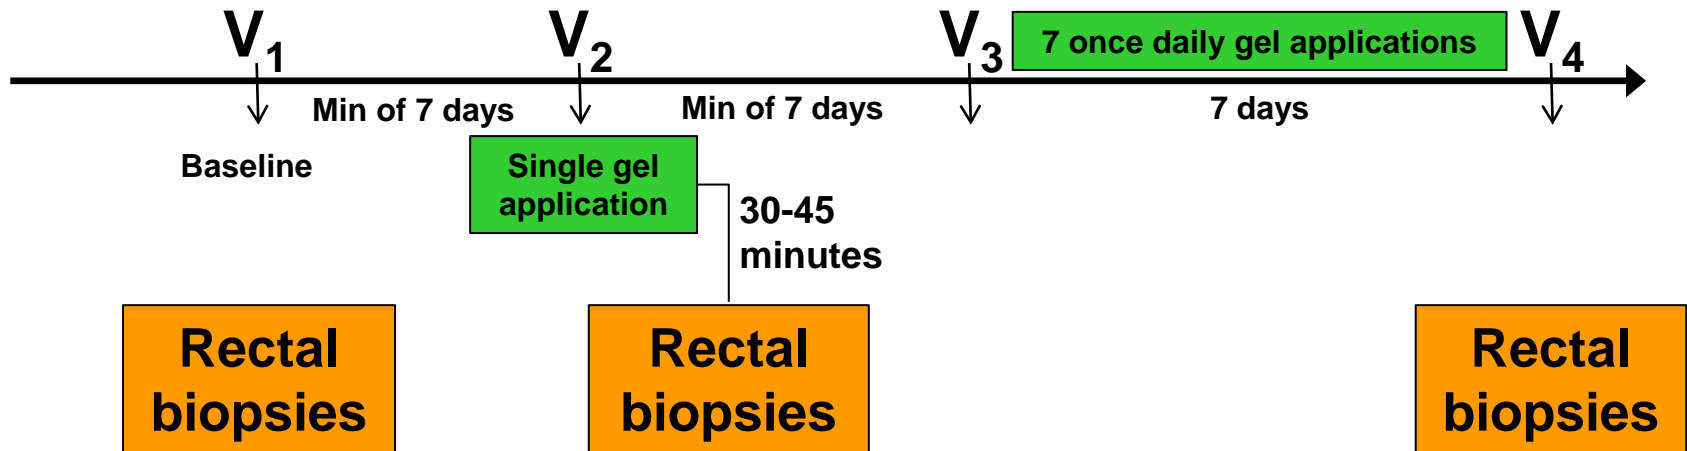 V1
V2
V3
7 once daily gel applications
V4
Min of 7 days
Min of 7 days
7 days
Baseline
Single gel
application
30-45
minutes
Rectal
biopsies
Rectal
biopsies
Rectal
biopsies